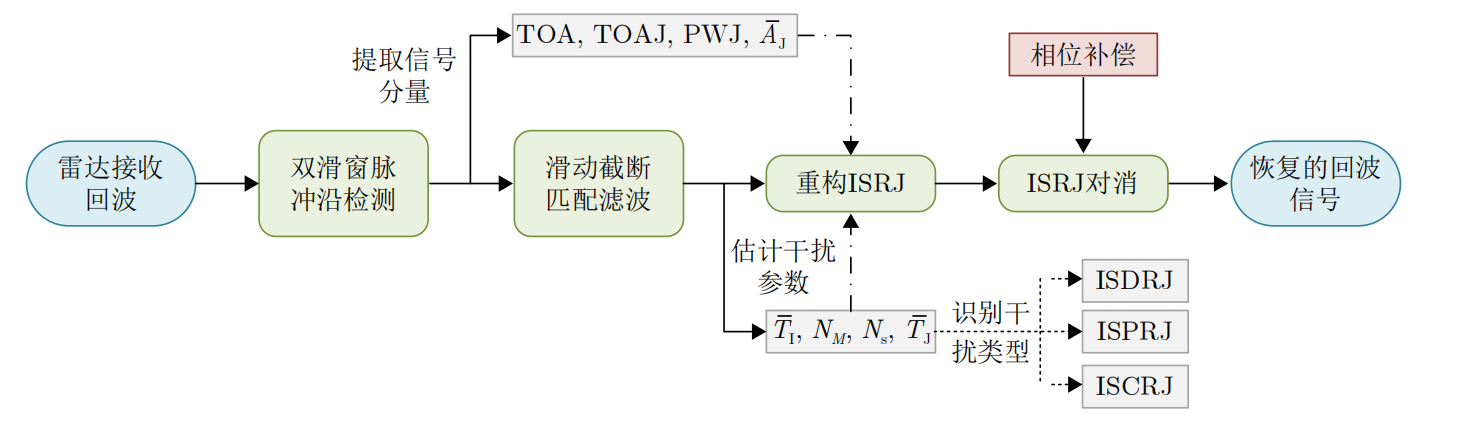 TOA, TOAJ, PWJ, A̅_J
提取信号
分量
相位补偿
雷达接收
回波
双滑窗脉
冲沿检测
滑动截断
匹配滤波
重构ISRJ
ISRJ对消
恢复的回波
信号
估计干扰
参数
T̅_I, N_M, N_s, T̅_J
识别干
扰类型
ISDRJ
ISPRJ
ISCRJ